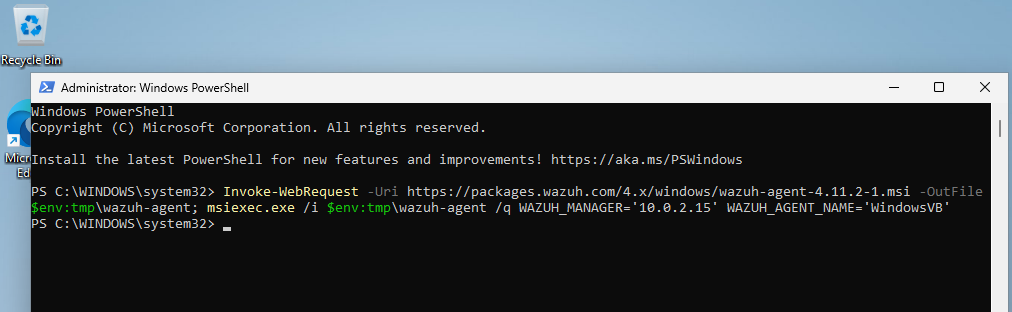 Recycle Bin
Administrator: Windows PowerShell
Windows PowerShell
Copyright (C) Microsoft Corporation. All rights reserved.
Install the latest PowerShell for new features and improvements! https://aka.ms/PSWindows
PS C:\WINDOWS\system32> Invoke-WebRequest -Uri https://packages.wazuh.com/4.x/windows/wazuh-agent-4.11.2-1.msi -OutFile
$env:tmp\wazuh-agent; msiexec.exe /i $env:tmp\wazuh-agent /q WAZUH_MANAGER='10.0.2.15' WAZUH_AGENT_NAME='WindowsVB'
PS C:\WINDOWS\system32>
Micr
Ed